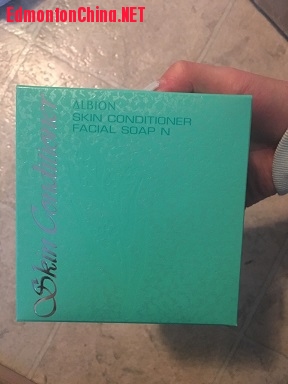 EdmontonChina.NET
ALBION
SKIN CONDITIONER
FACIAL SOAP N
Skin Conditioner